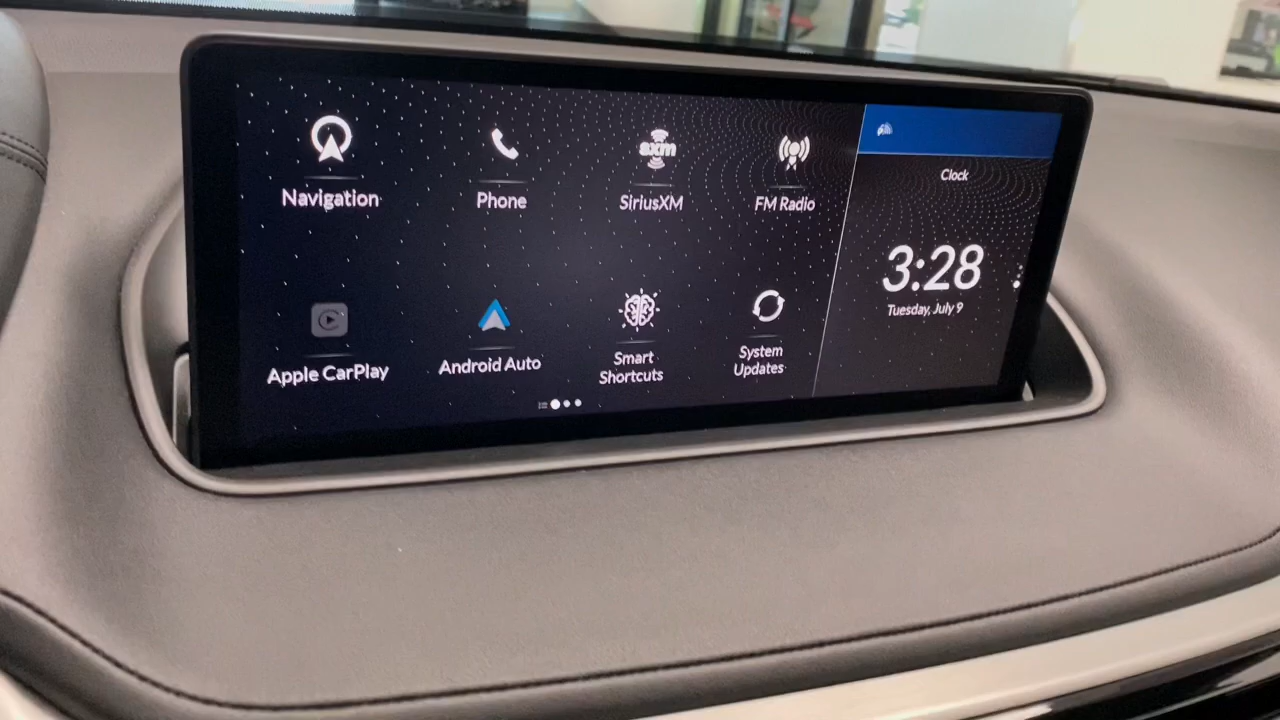 Navigation
Phone
sxm
SiriusXM
FM Radio
Apple CarPlay
Android Auto
Smart
Shortcuts
System
Updates
Clock
3:28
Tuesday, July 9